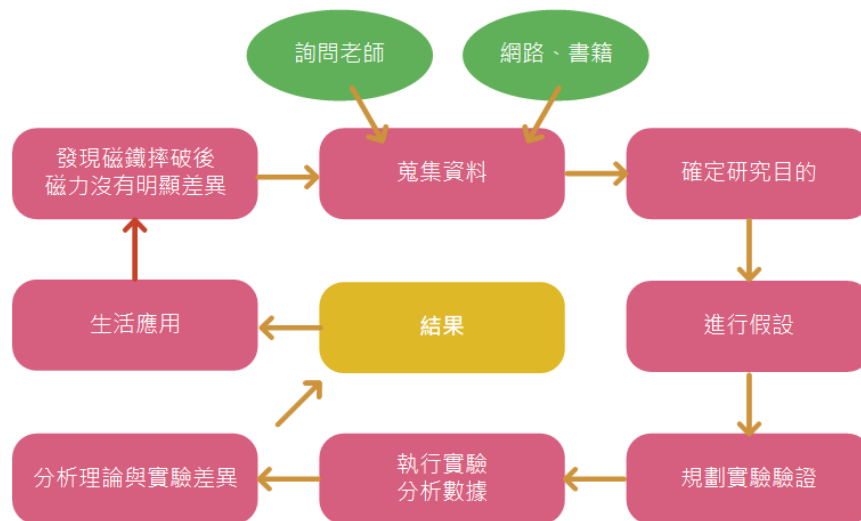 詢問老師
網路、書籍
發現磁鐵摔破後
磁力沒有明顯差異
蒐集資料
確定研究目的
生活應用
結果
進行假設
分析理論與實驗差異
執行實驗
分析數據
規劃實驗驗證